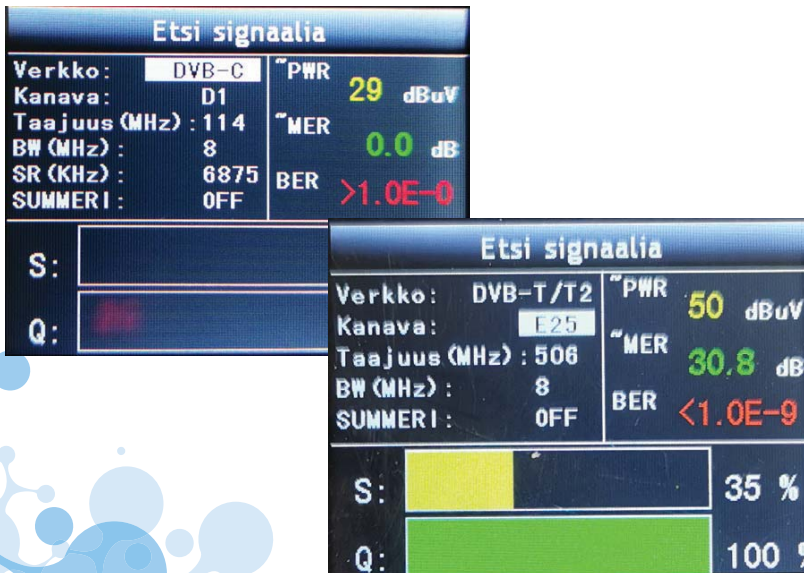 Etsi signaalia
Verkko: DVB-C
Kanava: D1
Taajuus(MHz):114
BW(MHz): 8
SR(KHz): 6875
SUMMERI: OFF
~PWR 29 dBuV
~MER 0.0 dB
BER >1.0E-0
S:
Q:
Etsi signaalia
Verkko: DVB-T/T2
Kanava: E25
Taajuus(MHz):506
BW(MHz): 8
SUMMERI: OFF
~PWR 50 dBuV
~MER 30.8 dB
BER <1.0E-9
S: 35 %
Q: 100 %